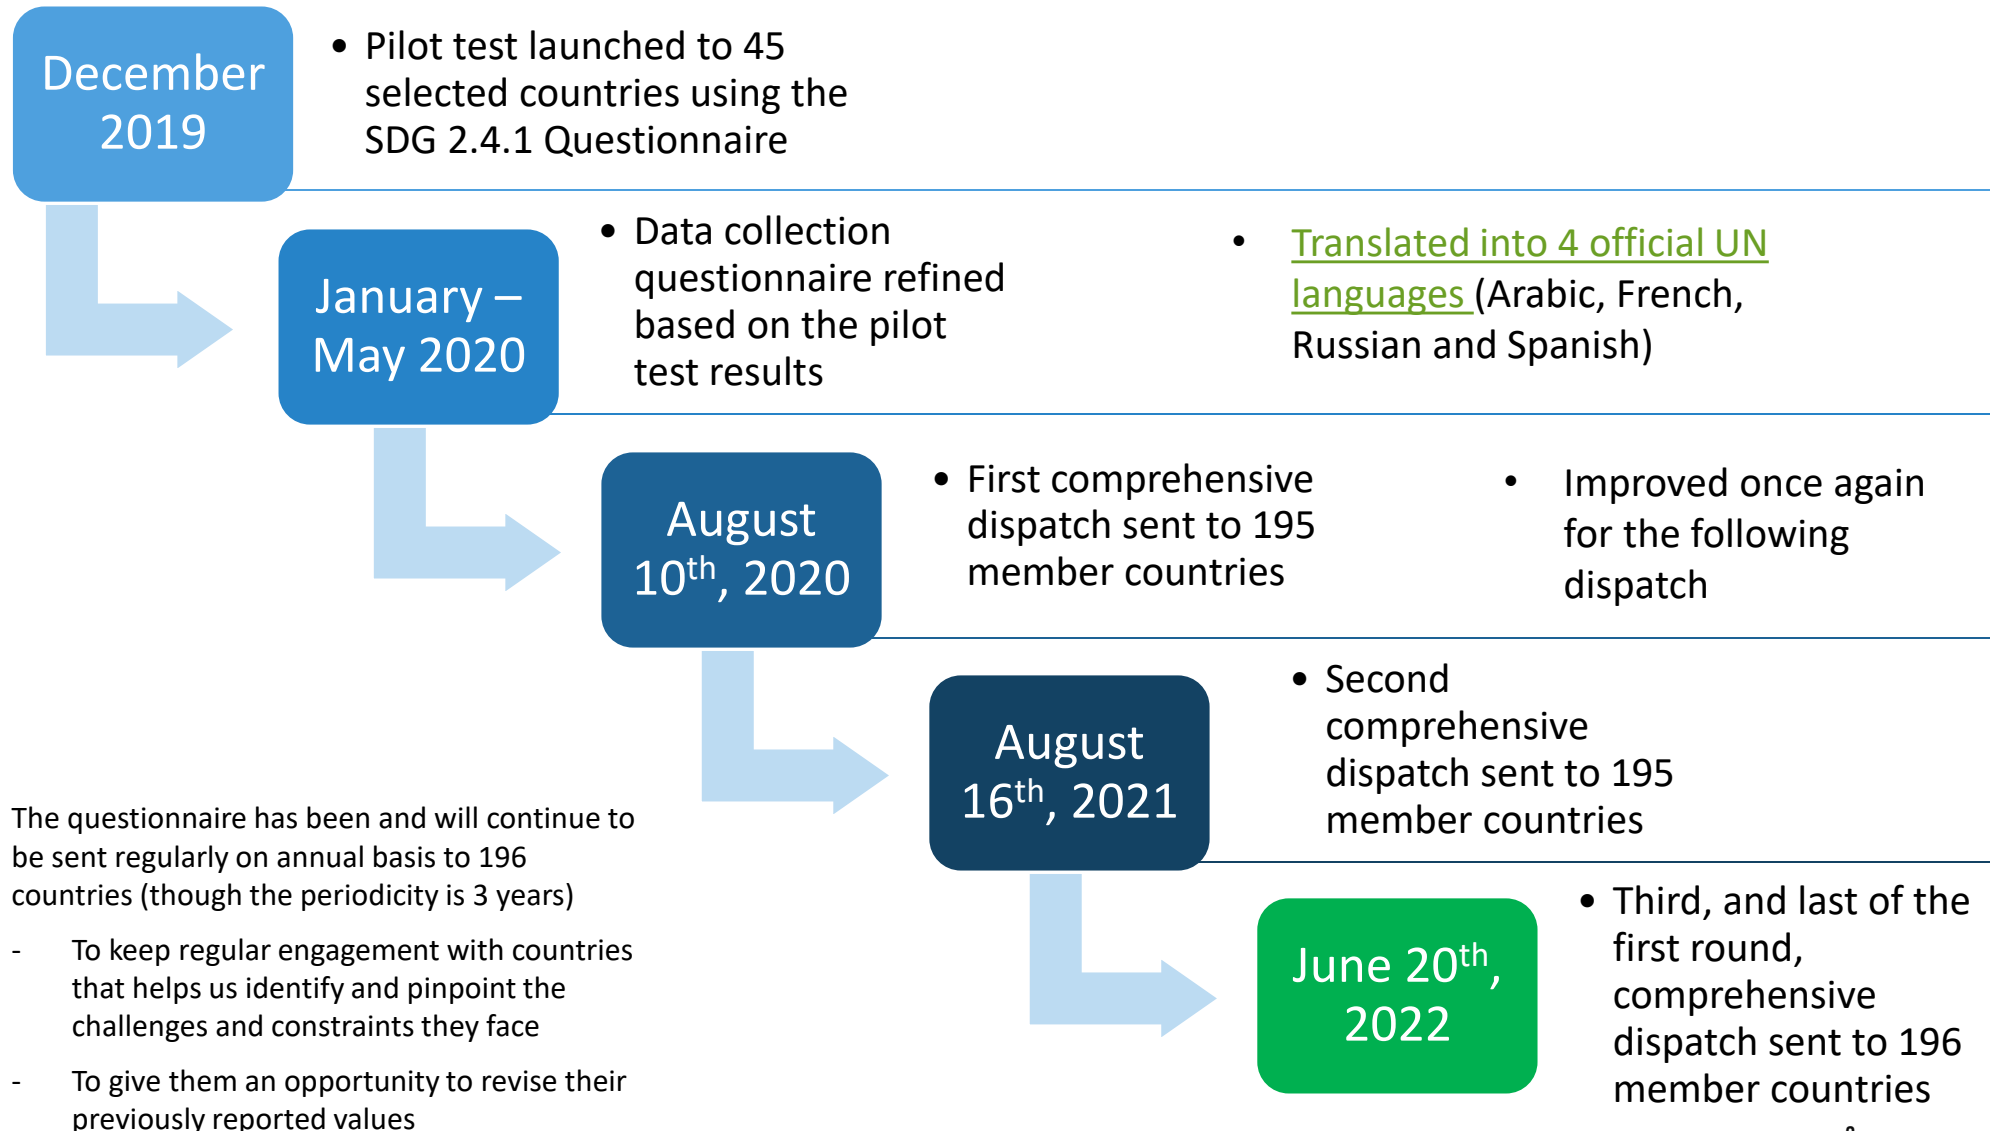 December
2019
• Pilot test launched to 45
selected countries using the
SDG 2.4.1 Questionnaire
January –
May 2020
• Data collection
questionnaire refined
based on the pilot
test results
• Translated into 4 official UN
languages (Arabic, French,
Russian and Spanish)
August
10th, 2020
• First comprehensive
dispatch sent to 195
member countries
• Improved once again
for the following
dispatch
August
16th, 2021
• Second
comprehensive
dispatch sent to 195
member countries
June 20th,
2022
• Third, and last of the
first round,
comprehensive
dispatch sent to 196
member countries
The questionnaire has been and will continue to
be sent regularly on annual basis to 196
countries (though the periodicity is 3 years)
- To keep regular engagement with countries
that helps us identify and pinpoint the
challenges and constraints they face
- To give them an opportunity to revise their
previously reported values